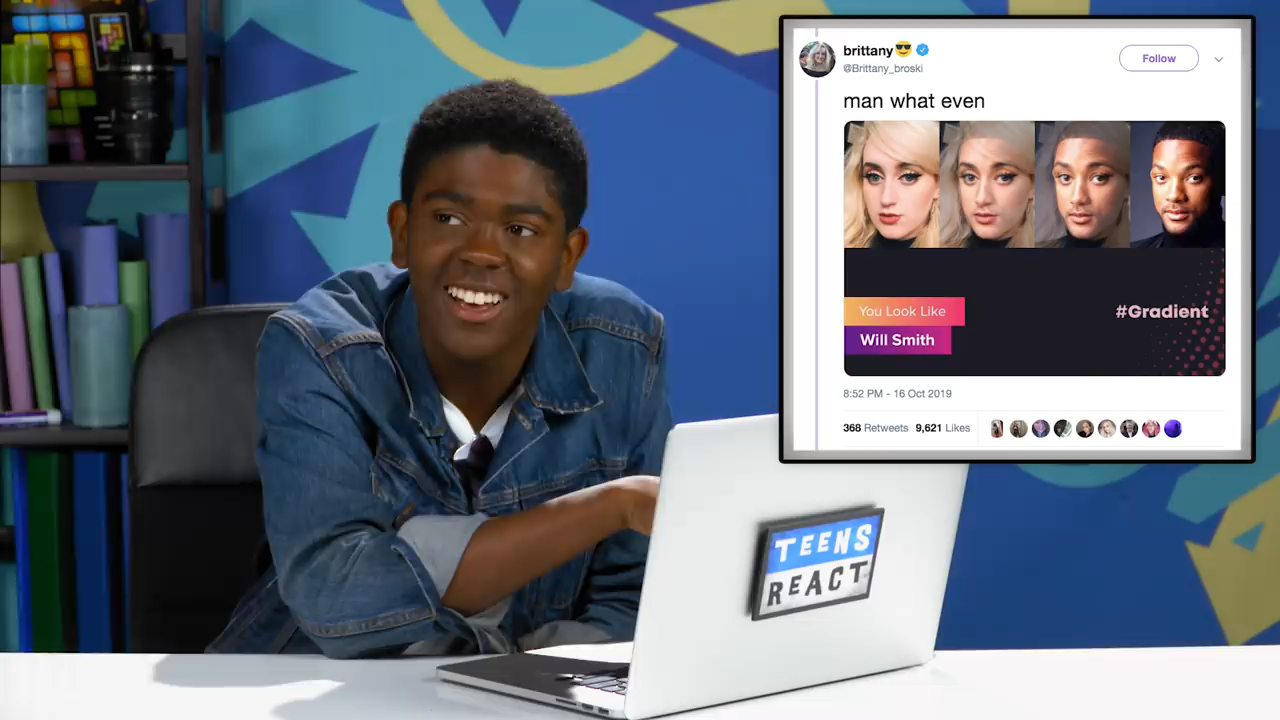 brittany😎
@Brittany_broski
Follow
man what even
You Look Like
Will Smith
#Gradient
8:52 PM - 16 Oct 2019
368 Retweets 9,621 Likes
TEENS
REACT